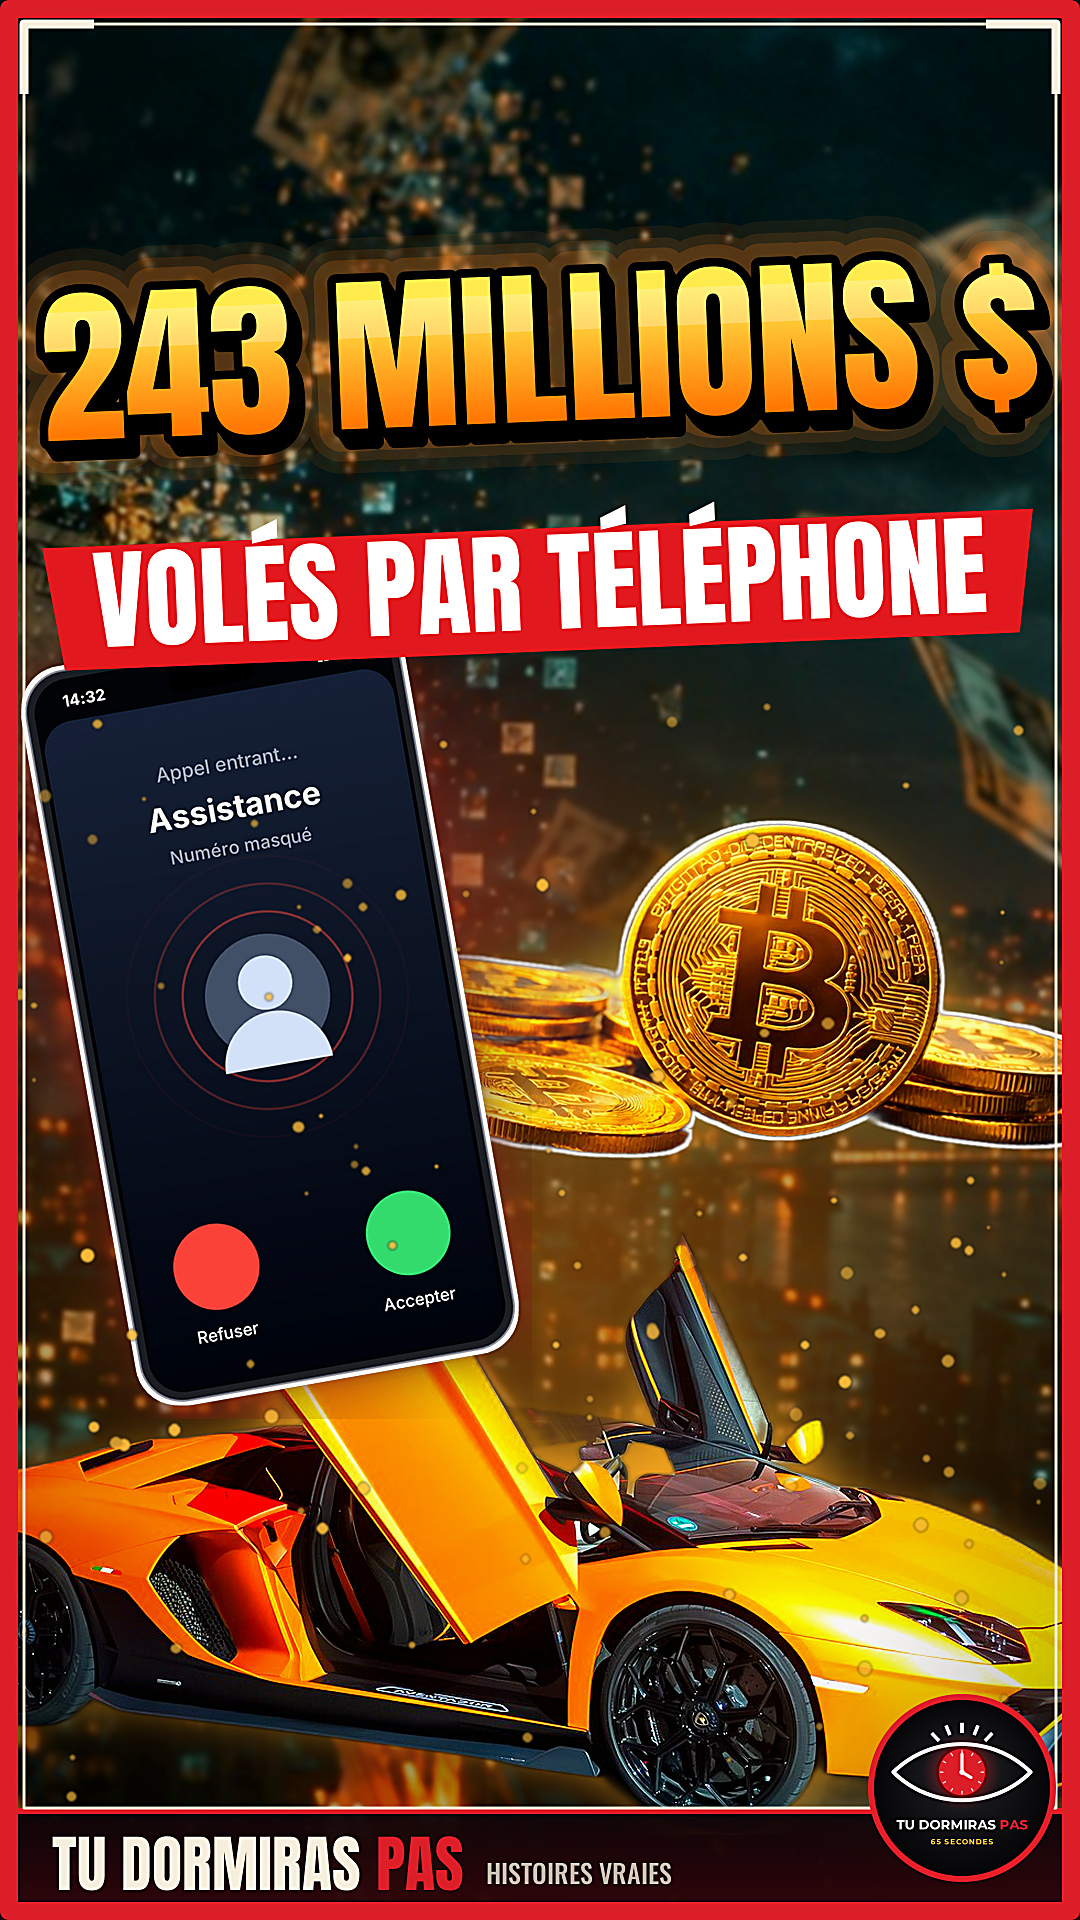 243 MILLIONS $
VOLÉS PAR TÉLÉPHONE
14:32
Appel entrant...
Assistance
Numéro masqué
Refuser
Accepter
TU DORMIRAS PAS
65 SECONDES
TU DORMIRAS PAS HISTOIRES VRAIES